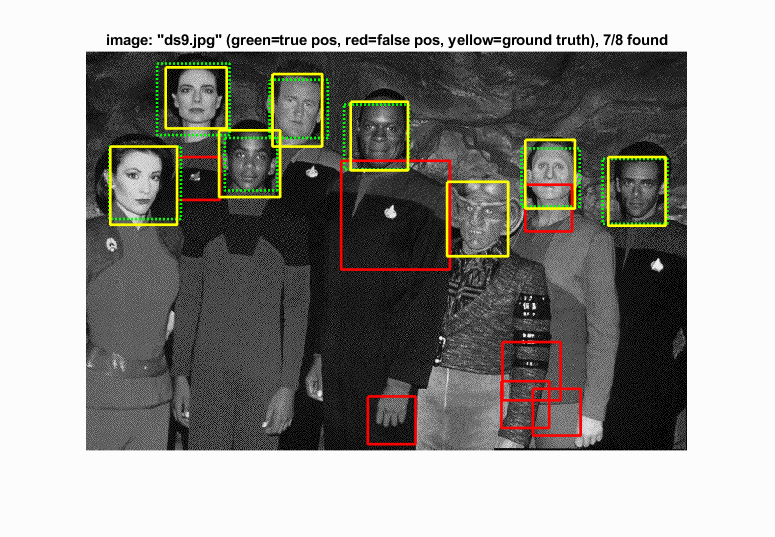 image: "ds9.jpg" (green=true pos, red=false pos, yellow=ground truth), 7/8 found